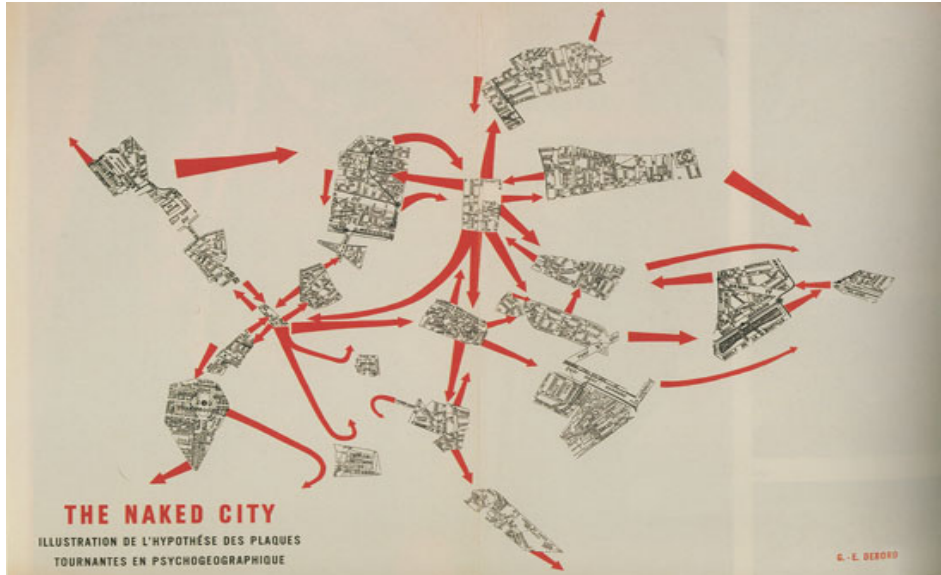 THE NAKED CITY
ILLUSTRATION DE L'HYPOTHÉSE DES PLAQUES
TOURNANTES EN PSYCHOGEOGRAPHIQUE
G.-E. DEBORD